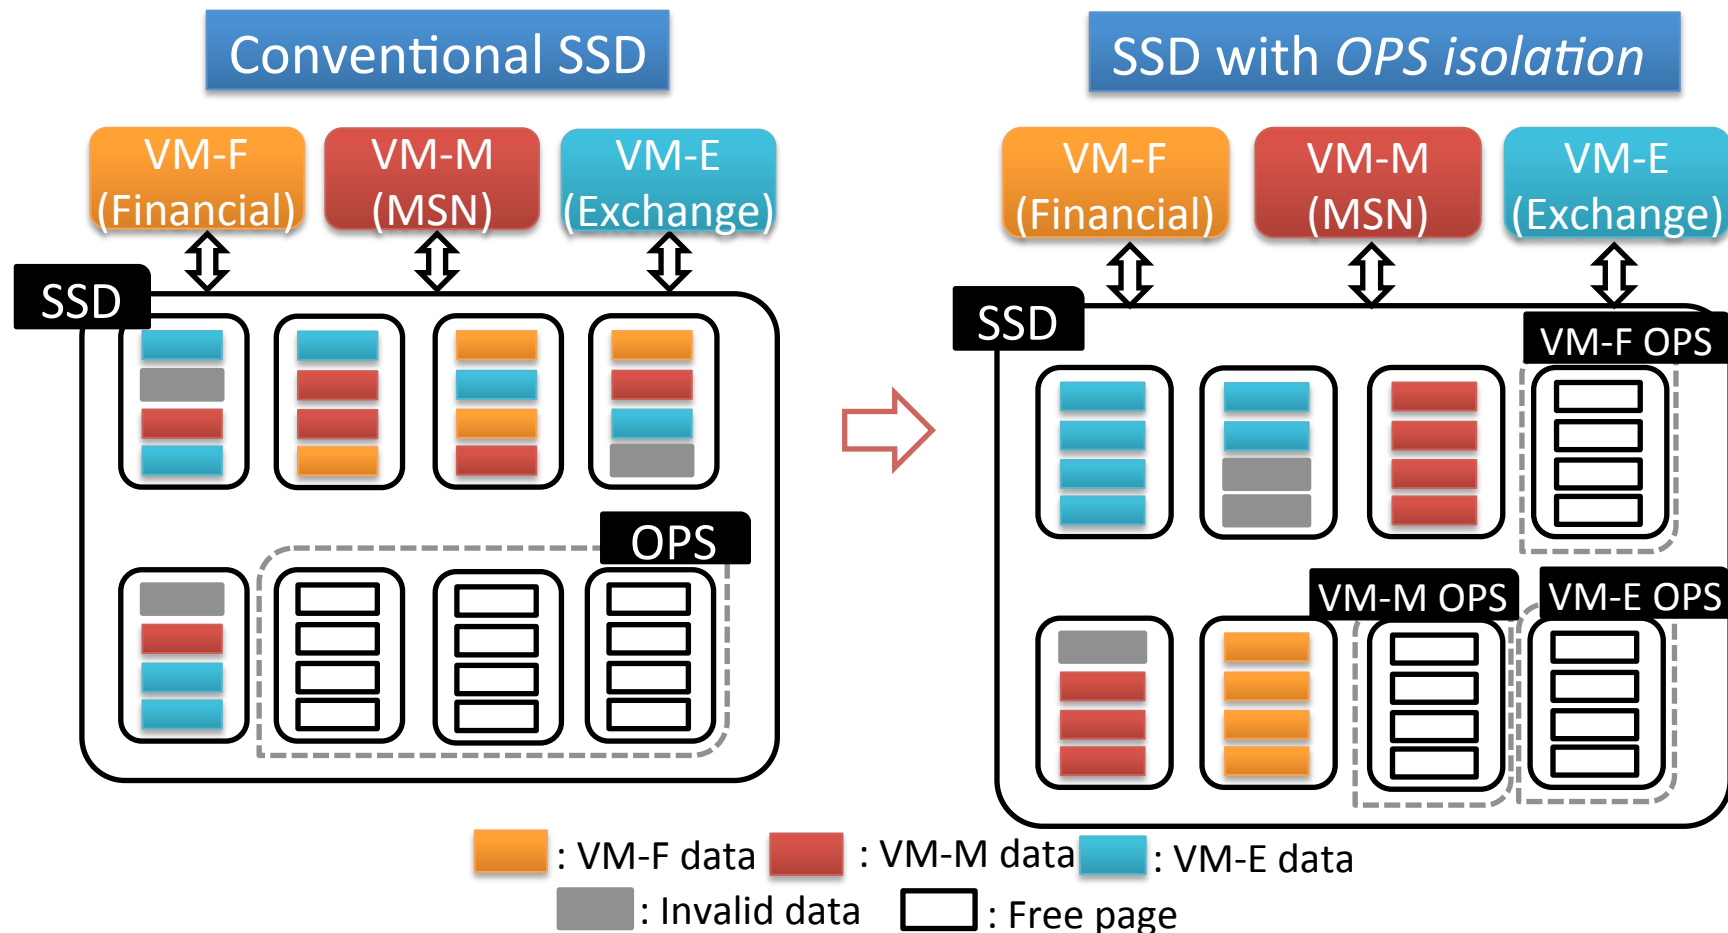 Conventional SSD
SSD with OPS isolation
VM-F
(Financial)
VM-M
(MSN)
VM-E
(Exchange)
VM-F
(Financial)
VM-M
(MSN)
VM-E
(Exchange)
SSD
OPS
SSD
VM-F OPS
VM-M OPS
VM-E OPS
: VM-F data
: VM-M data
: VM-E data
: Invalid data
: Free page